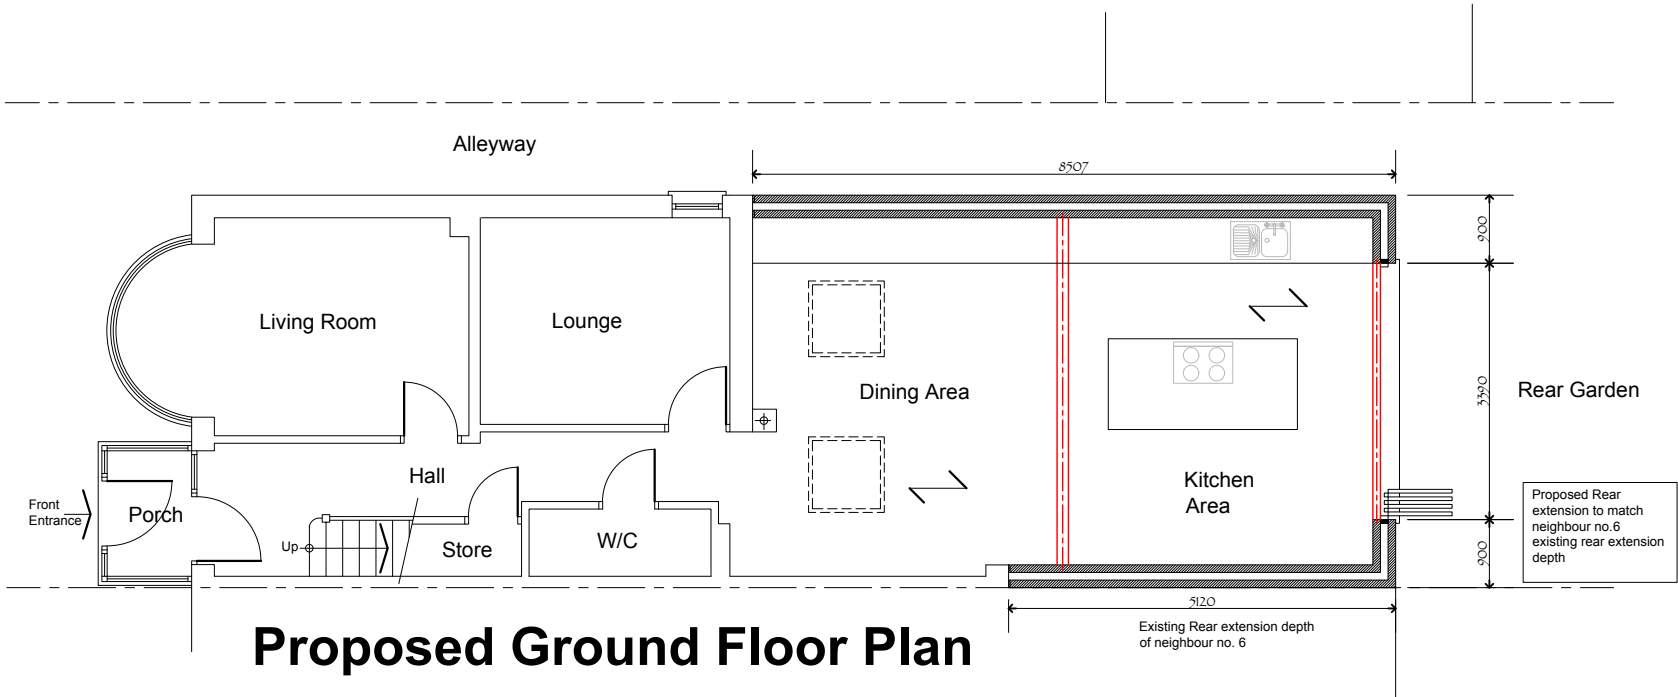 Alleyway
8507
900
Living Room
Lounge
Dining Area
3390
Rear Garden
Hall
Kitchen
Area
Front
Entrance
Porch
Up
Store
W/C
900
Proposed Rear
extension to match
neighbour no.6
existing rear extension
depth
5120
Existing Rear extension depth
of neighbour no. 6
Proposed Ground Floor Plan